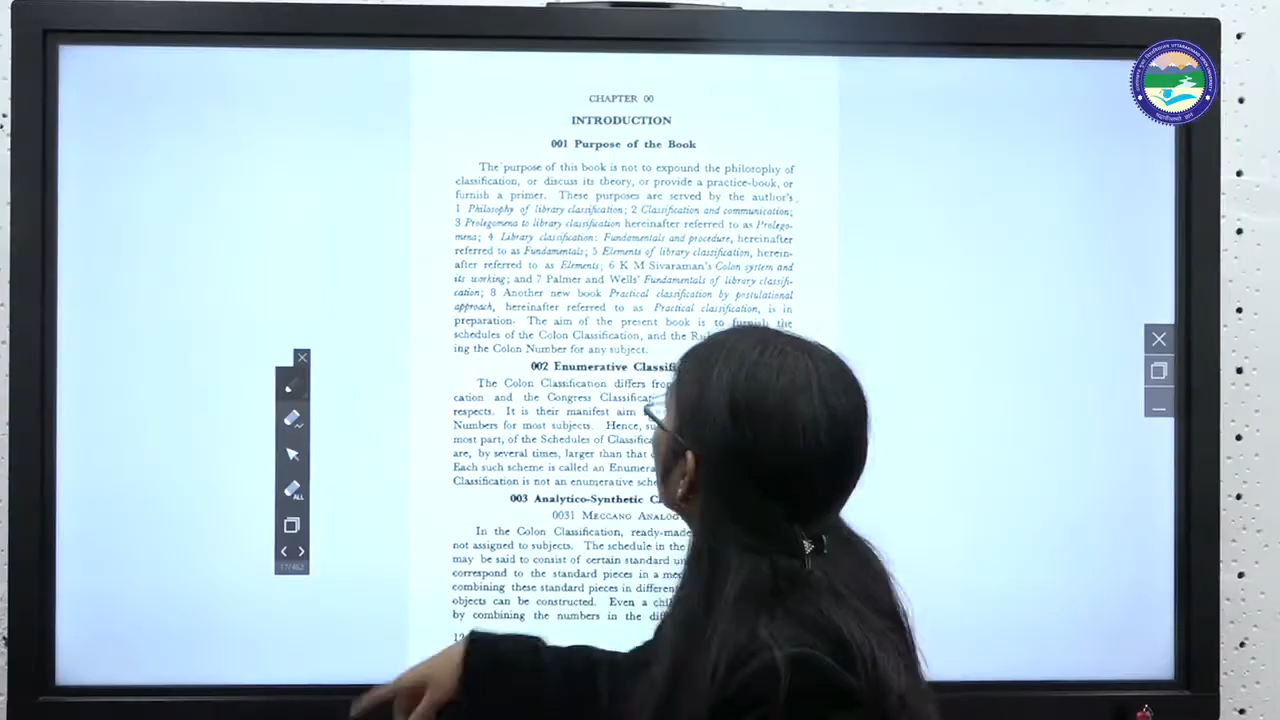 CHAPTER 00
INTRODUCTION
001 Purpose of the Book
The purpose of this book is not to expound the philosophy of
classification, or discuss its theory, or provide a practice-book, or
furnish a primer. These purposes are served by the author's
1 Philosophy of library classification; 2 Classification and communication;
3 Prolegomena to library classification hereinafter referred to as Prolego-
mena; 4 Library classification: Fundamentals and procedure, hereinafter
referred to as Fundamentals; 5 Elements of library classification, herein-
after referred to as Elements; 6 K M Sivaraman's Colon system and
its working; and 7 Palmer and Wells' Fundamentals of library classifi-
cation; 8 Another new book Practical classification by postulational
approach, hereinafter referred to as Practical classification, is in
preparation. The aim of the present book is to furnish the
schedules of the Colon Classification, and the
ing the Colon Number for any subject.
002 Enumerative
The Colon Classification differs
cation and the Congress
respects. It is their manifest aim
Numbers for most subjects. Hence,
most part, of the Schedules of
are, by several times, larger than that
Each such scheme is called an
Classification is not an enumerative
003 Analytico-Synthetic
0031 MECCANO
In the Colon Classification, ready-made
not assigned to subjects. The schedule in the
may be said to consist of certain standard
correspond to the standard pieces in a
combining these standard pieces in
objects can be constructed. Even a
by combining the numbers in the
ALL
17/462